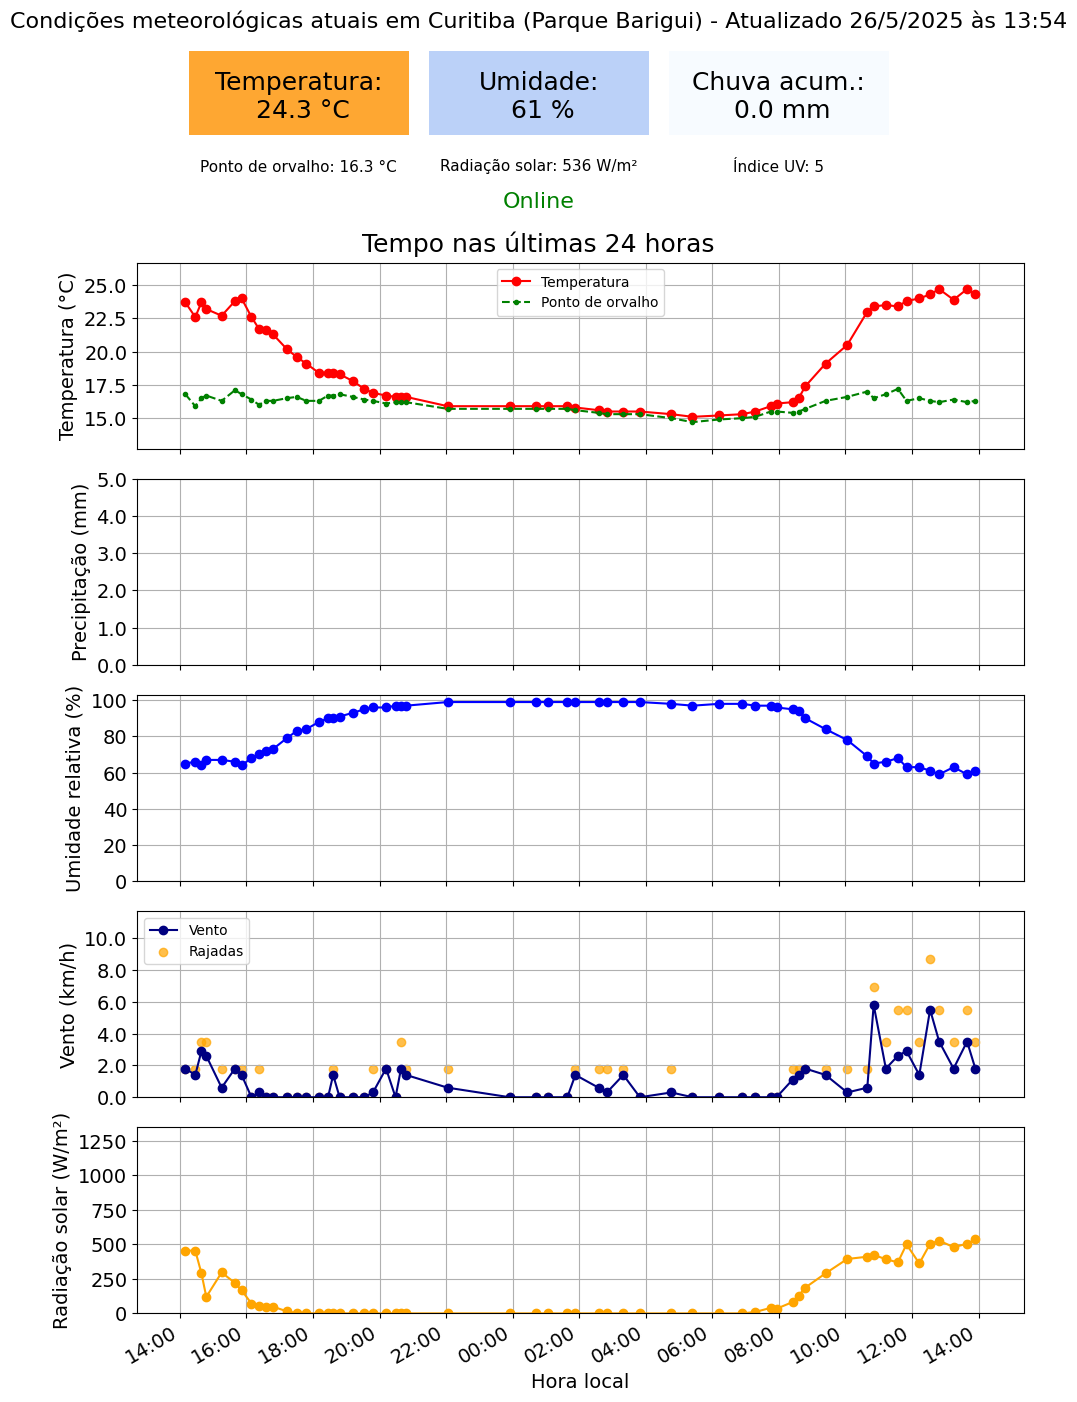 Condições meteorológicas atuais em Curitiba (Parque Barigui) - Atualizado 26/5/2025 às 13:54
Temperatura:
24.3 °C
Umidade:
61 %
Chuva acum.:
0.0 mm
Ponto de orvalho: 16.3 °C
Radiação solar: 536 W/m²
Índice UV: 5
Online
Tempo nas últimas 24 horas
Temperatura (°C)
25.0
22.5
20.0
17.5
15.0
Temperatura
Ponto de orvalho
Precipitação (mm)
5.0
4.0
3.0
2.0
1.0
0.0
Umidade relativa (%)
100
80
60
40
20
0
Vento (km/h)
10.0
8.0
6.0
4.0
2.0
0.0
Vento
Rajadas
Radiação solar (W/m²)
1250
1000
750
500
250
0
14:00
16:00
18:00
20:00
22:00
00:00
02:00
04:00
06:00
08:00
10:00
12:00
14:00
Hora local